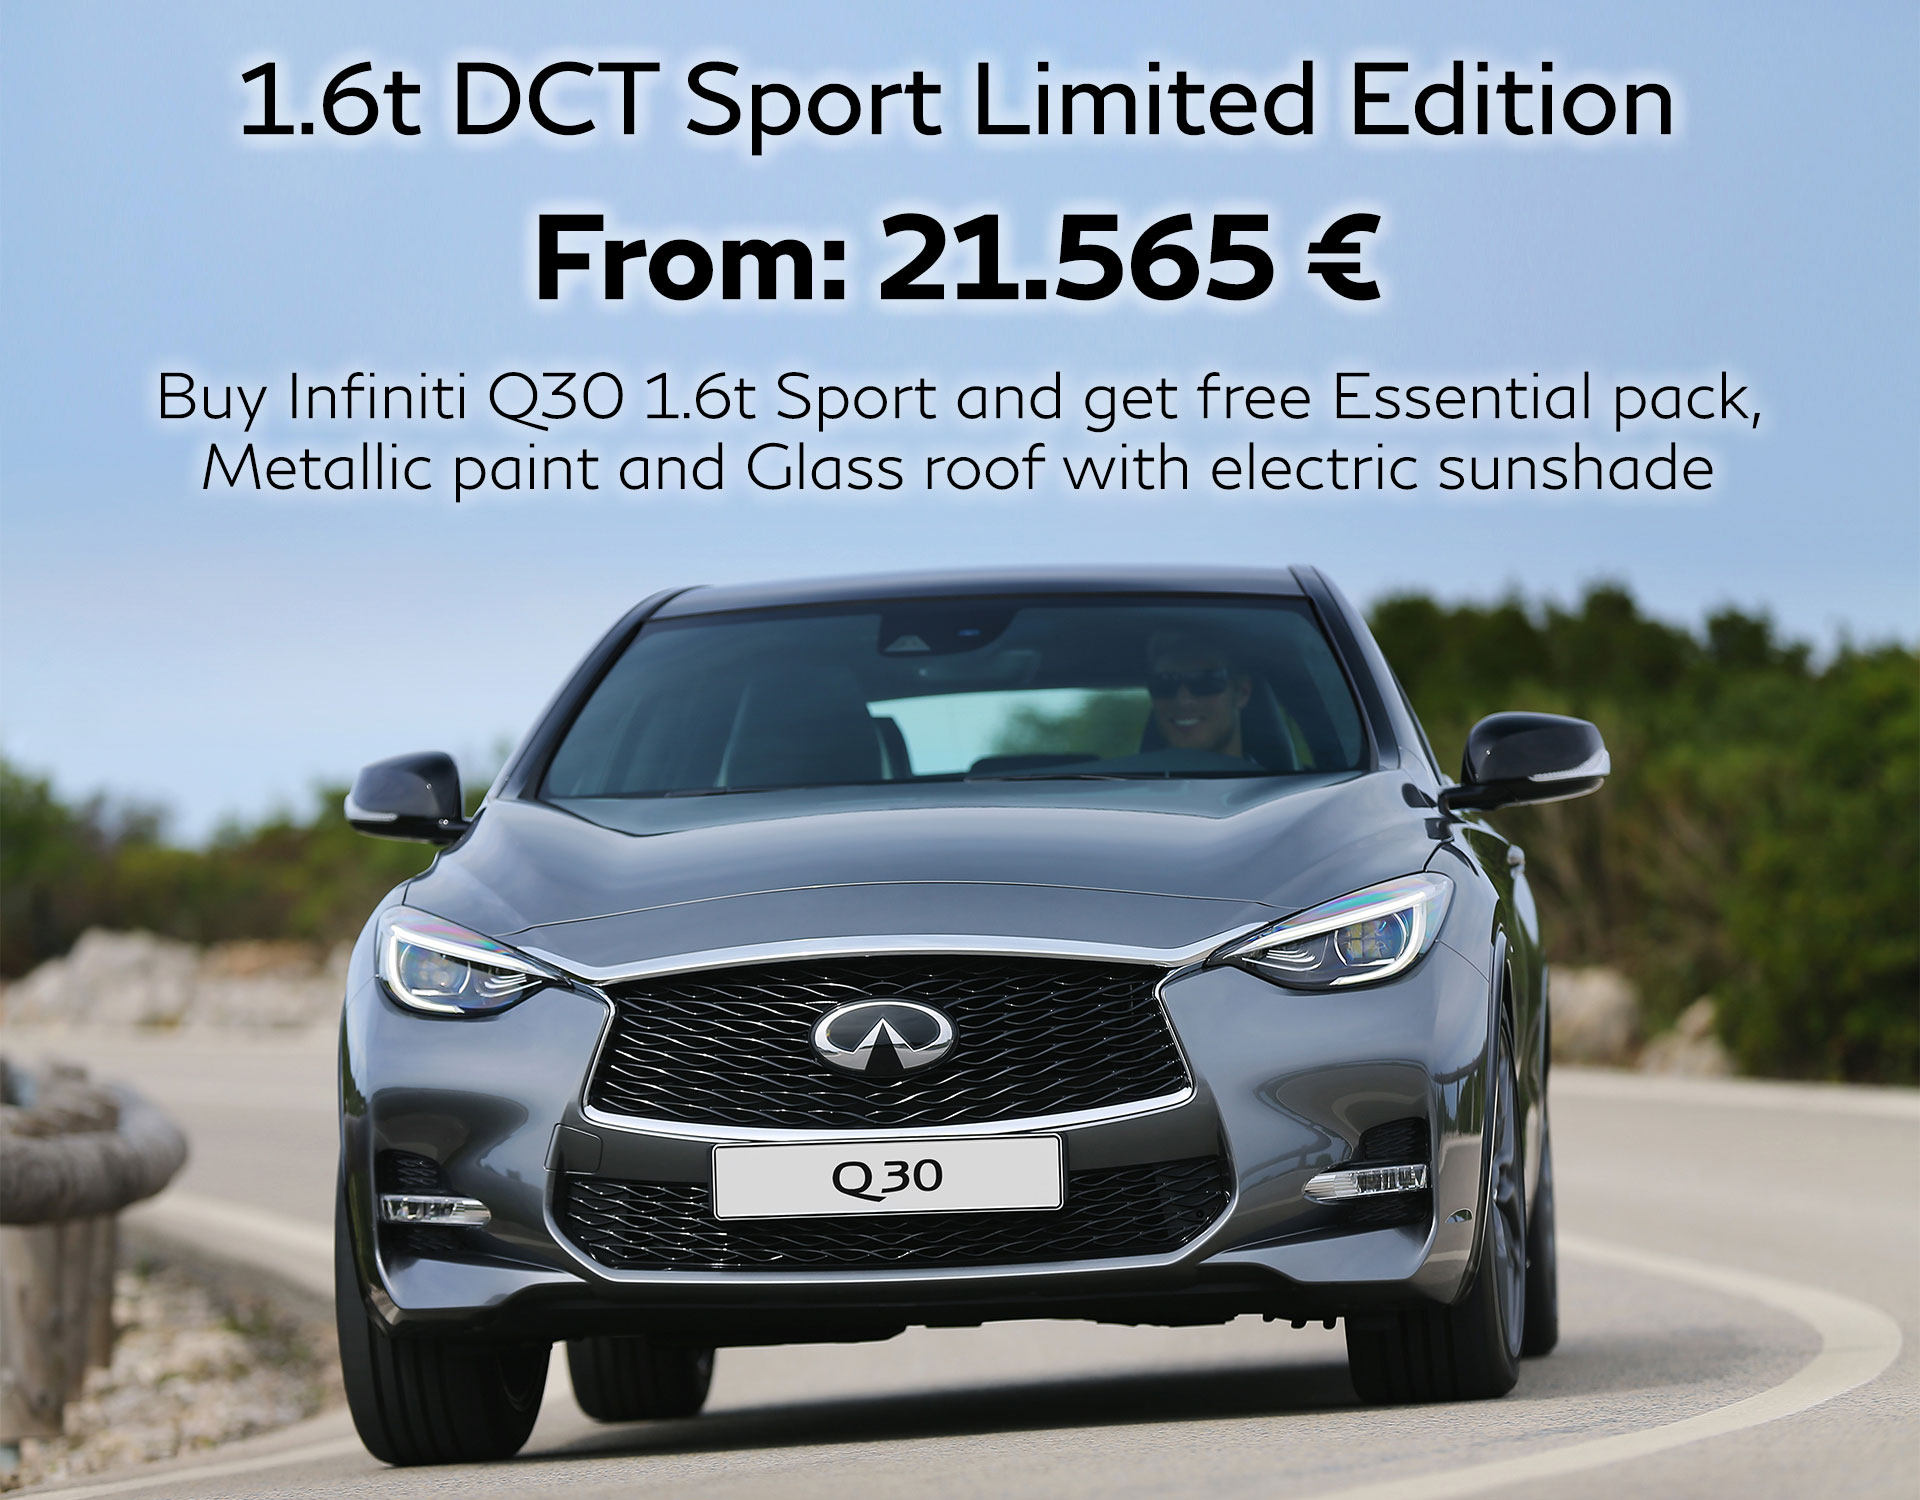 1.6t DCT Sport Limited Edition
From: 21.565 €
Buy Infiniti Q30 1.6t Sport and get free Essential pack,
Metallic paint and Glass roof with electric sunshade
Q30